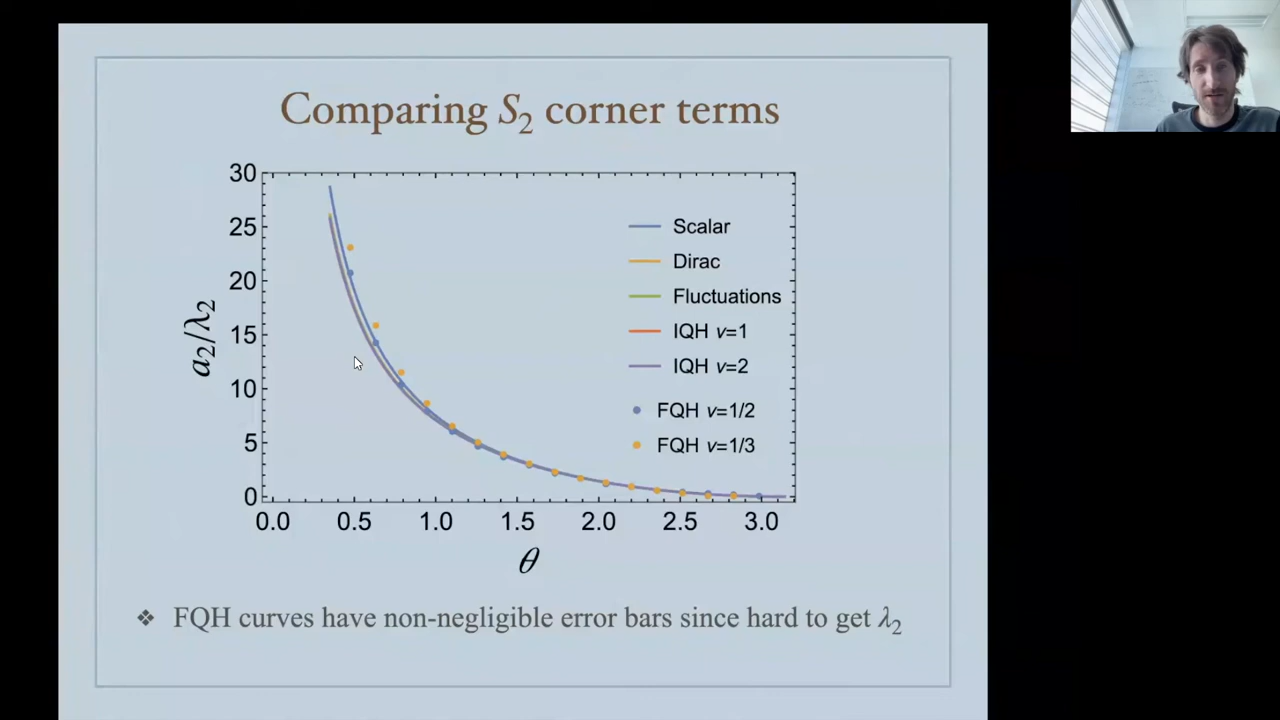 Comparing S₂ corner terms
a₂/λ₂
30
25
20
15
10
5
0
0.0 0.5 1.0 1.5 2.0 2.5 3.0
θ
Scalar
Dirac
Fluctuations
IQH ν=1
IQH ν=2
FQH ν=1/2
FQH ν=1/3
❖ FQH curves have non-negligible error bars since hard to get λ₂